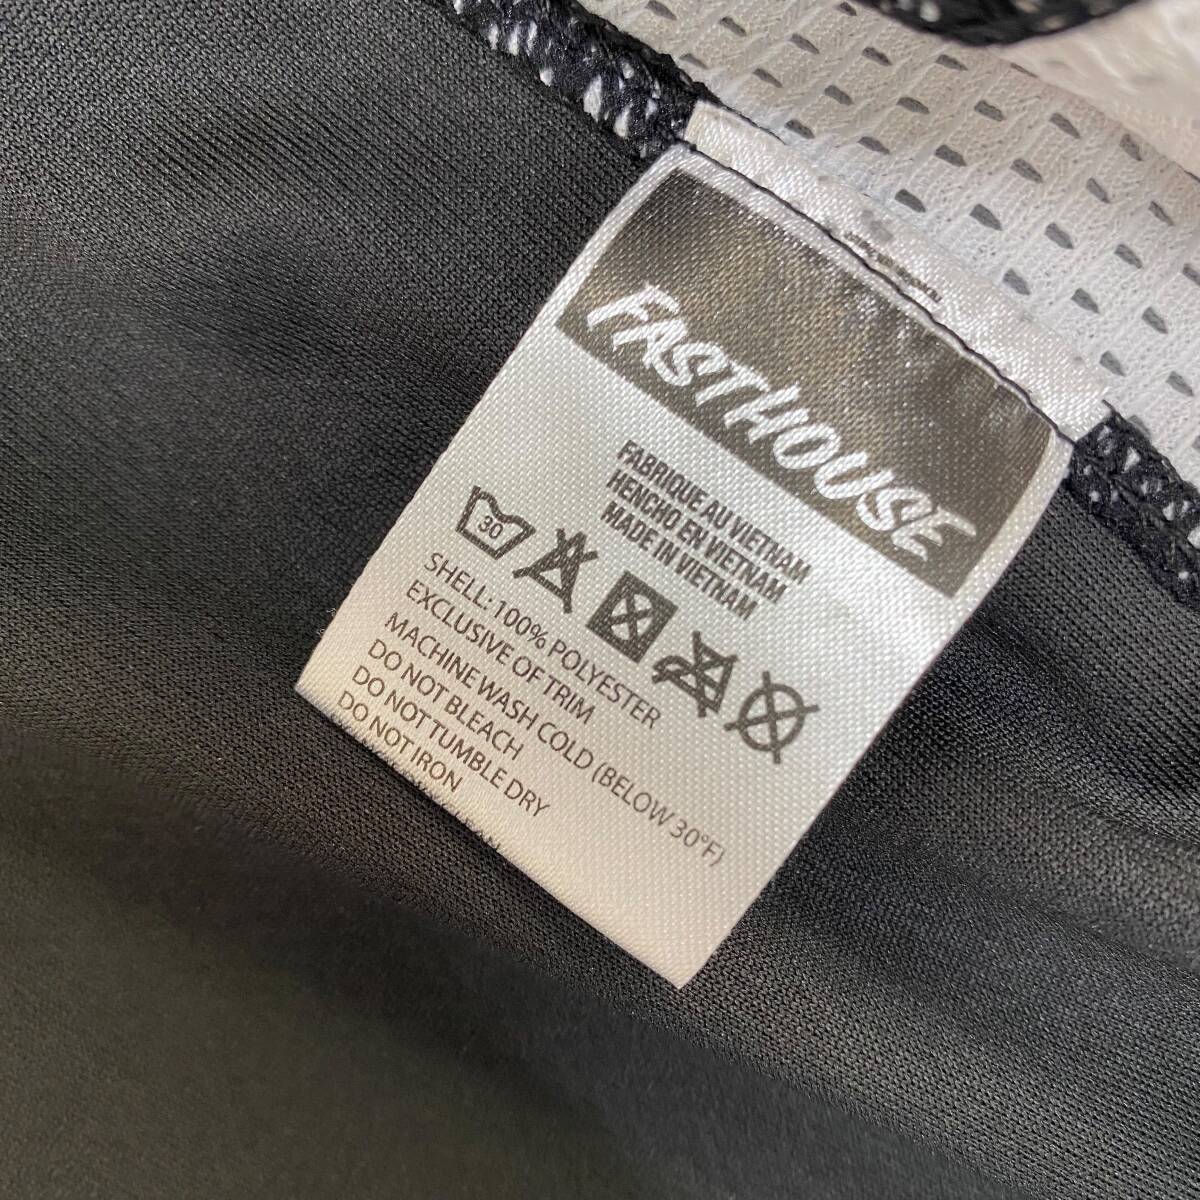 FASTHOUSE
FABRIQUE AU VIETNAM
HENCHO EN VIETNAM
MADE IN VIETNAM
30
SHELL: 100% POLYESTER
EXCLUSIVE OF TRIM
MACHINE WASH COLD (BELOW 30°F)
DO NOT BLEACH
DO NOT TUMBLE DRY
DO NOT IRON